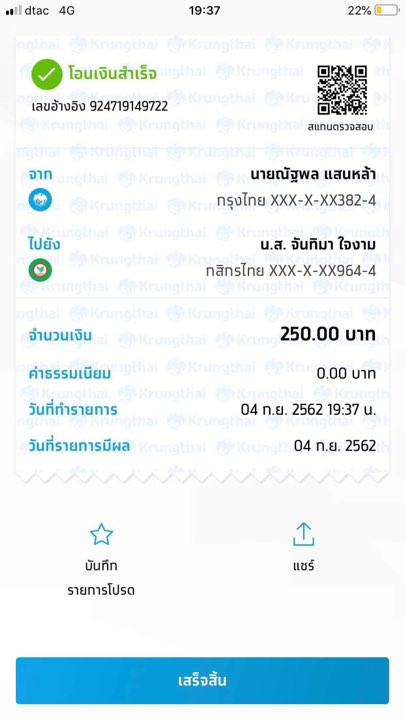 dtac 4G 19:37 22%
โอนเงินสำเร็จ
เลขอ้างอิง 924719149722
สแกนตรวจสอบ
จาก นายณัฐพล แสนหล้า
กรุงไทย XXX-X-XX382-4
ไปยัง น.ส. จันทิมา ใจงาม
กสิกรไทย XXX-X-XX964-4
จำนวนเงิน 250.00 บาท
ค่าธรรมเนียม 0.00 บาท
วันที่ทำรายการ 04 ก.ย. 2562 19:37 น.
วันที่รายการมีผล 04 ก.ย. 2562
บันทึก แชร์
รายการโปรด
เสร็จสิ้น